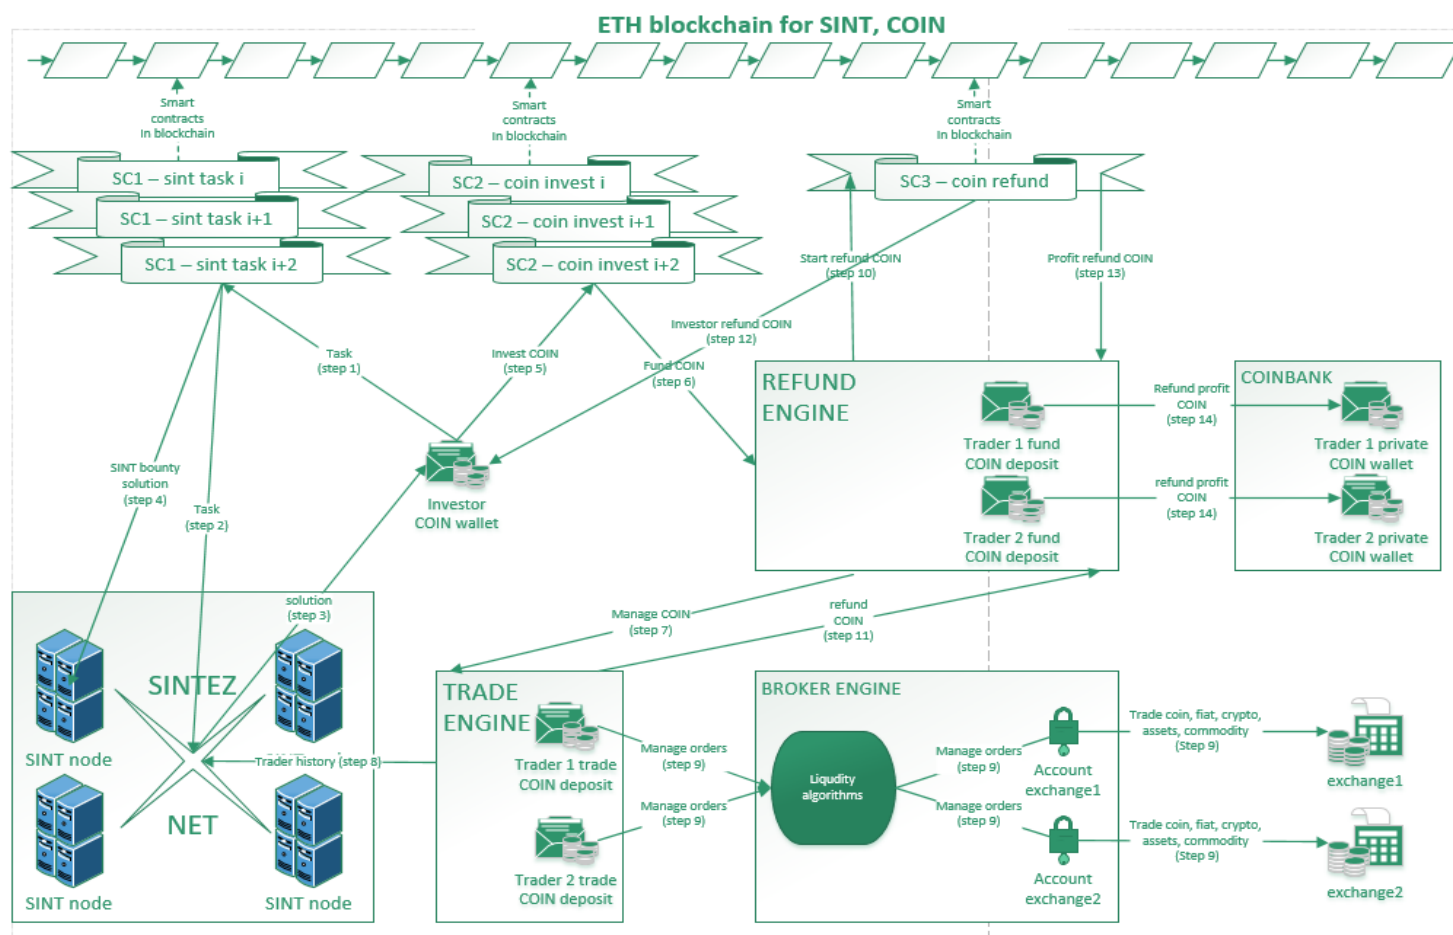 ETH blockchain for SINT, COIN
Smart
contracts
In blockchain
Smart
contracts
In blockchain
Smart
contracts
In blockchain
SC1 – sint task i
SC1 – sint task i+1
SC1 – sint task i+2
SC2 – coin invest i
SC2 – coin invest i+1
SC2 – coin invest i+2
SC3 – coin refund
Start refund COIN
(step 10)
Profit refund COIN
(step 13)
Investor refund COIN
(step 12)
Task
(step 1)
Invest COIN
(step 5)
Fund COIN
(step 6)
REFUND
ENGINE
Trader 1 fund
COIN deposit
Trader 2 fund
COIN deposit
Refund profit
COIN
(step 14)
refund profit
COIN
(step 14)
COINBANK
Trader 1 private
COIN wallet
Trader 2 private
COIN wallet
SINT bounty
solution
(step 4)
Task
(step 2)
Investor
COIN wallet
solution
(step 3)
Manage COIN
(step 7)
refund
COIN
(step 11)
SINTEZ
NET
SINT node
SINT node
SINT node
Trader history (step 8)
TRADE
ENGINE
Trader 1 trade
COIN deposit
Trader 2 trade
COIN deposit
Manage orders
(step 9)
Manage orders
(step 9)
BROKER ENGINE
Liqudity
algorithms
Manage orders
(step 9)
Manage orders
(step 9)
Account
exchange1
Account
exchange2
Trade coin, fiat, crypto,
assets, commodity
(Step 9)
Trade coin, fiat, crypto,
assets, commodity
(Step 9)
exchange1
exchange2